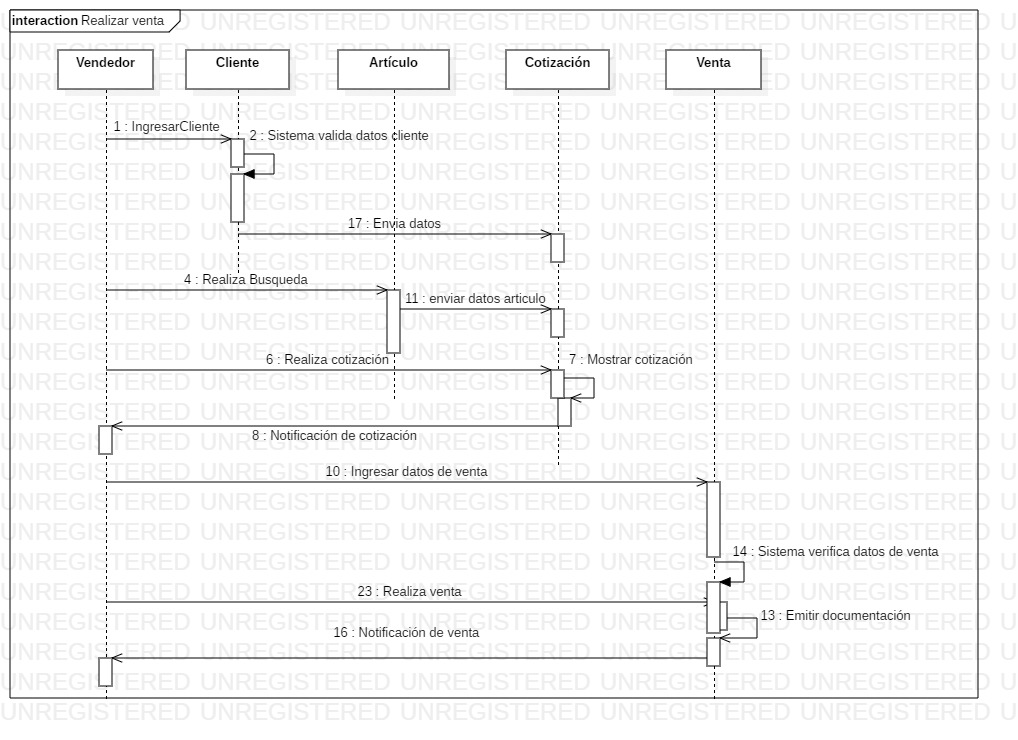 interaction Realizar venta
Vendedor Cliente Artículo Cotización Venta
1 : IngresarCliente
2 : Sistema valida datos cliente
17 : Envia datos
4 : Realiza Busqueda
11 : enviar datos articulo
6 : Realiza cotización
7 : Mostrar cotización
8 : Notificación de cotización
10 : Ingresar datos de venta
14 : Sistema verifica datos de venta
23 : Realiza venta
13 : Emitir documentación
16 : Notificación de venta
UNREGISTERED UNREGISTERED UNREGISTERED UNREGISTERED UNREGISTERED U